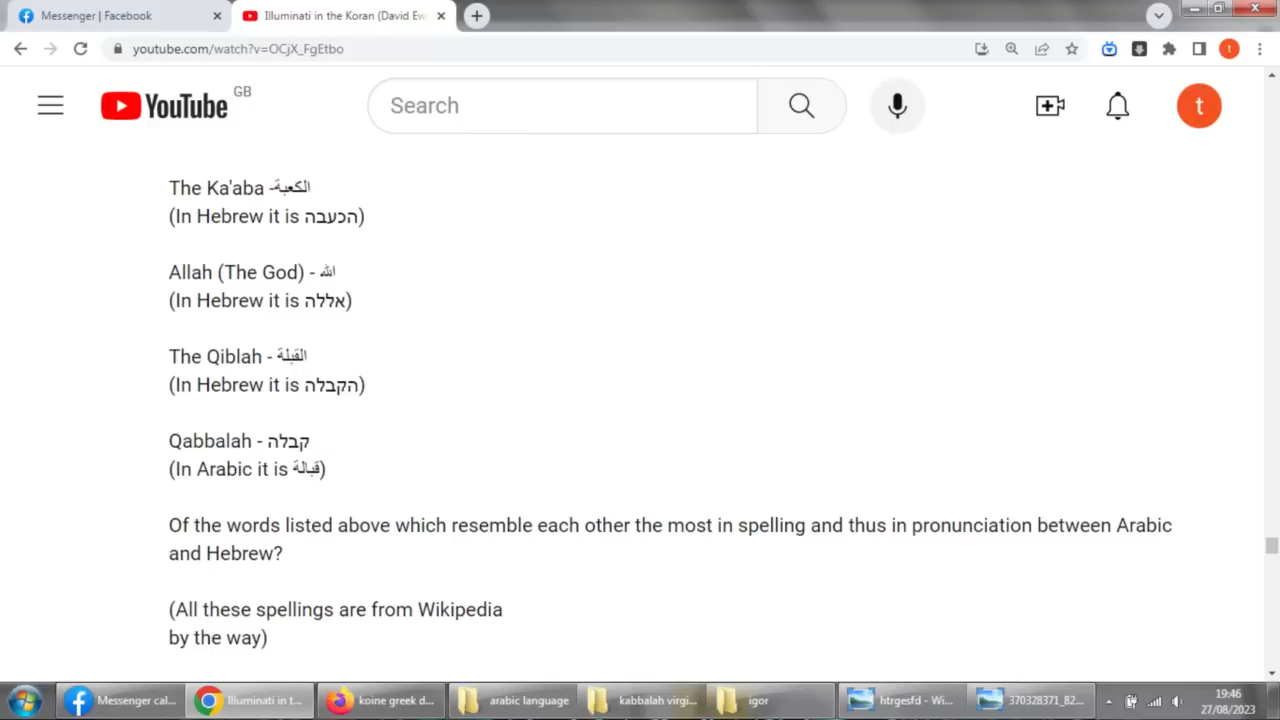 Messenger | Facebook
Illuminati in the Koran (David Ew
youtube.com/watch?v=OCjX_FgEtbo
t
YouTube GB
Search
t
The Ka'aba -الكعبة
(In Hebrew it is הכעבה)
Allah (The God) - الله
(In Hebrew it is אללה)
The Qiblah - القبلة
(In Hebrew it is הקבלה)
Qabbalah - קבלה
(In Arabic it is قبالة)
Of the words listed above which resemble each other the most in spelling and thus in pronunciation between Arabic
and Hebrew?
(All these spellings are from Wikipedia
by the way)
Messenger cal...
Illuminati in t...
koine greek d...
arabic language
kabbalah virgi...
igor
htrgesfd - Wi...
370328371_82...
19:46
27/08/2023